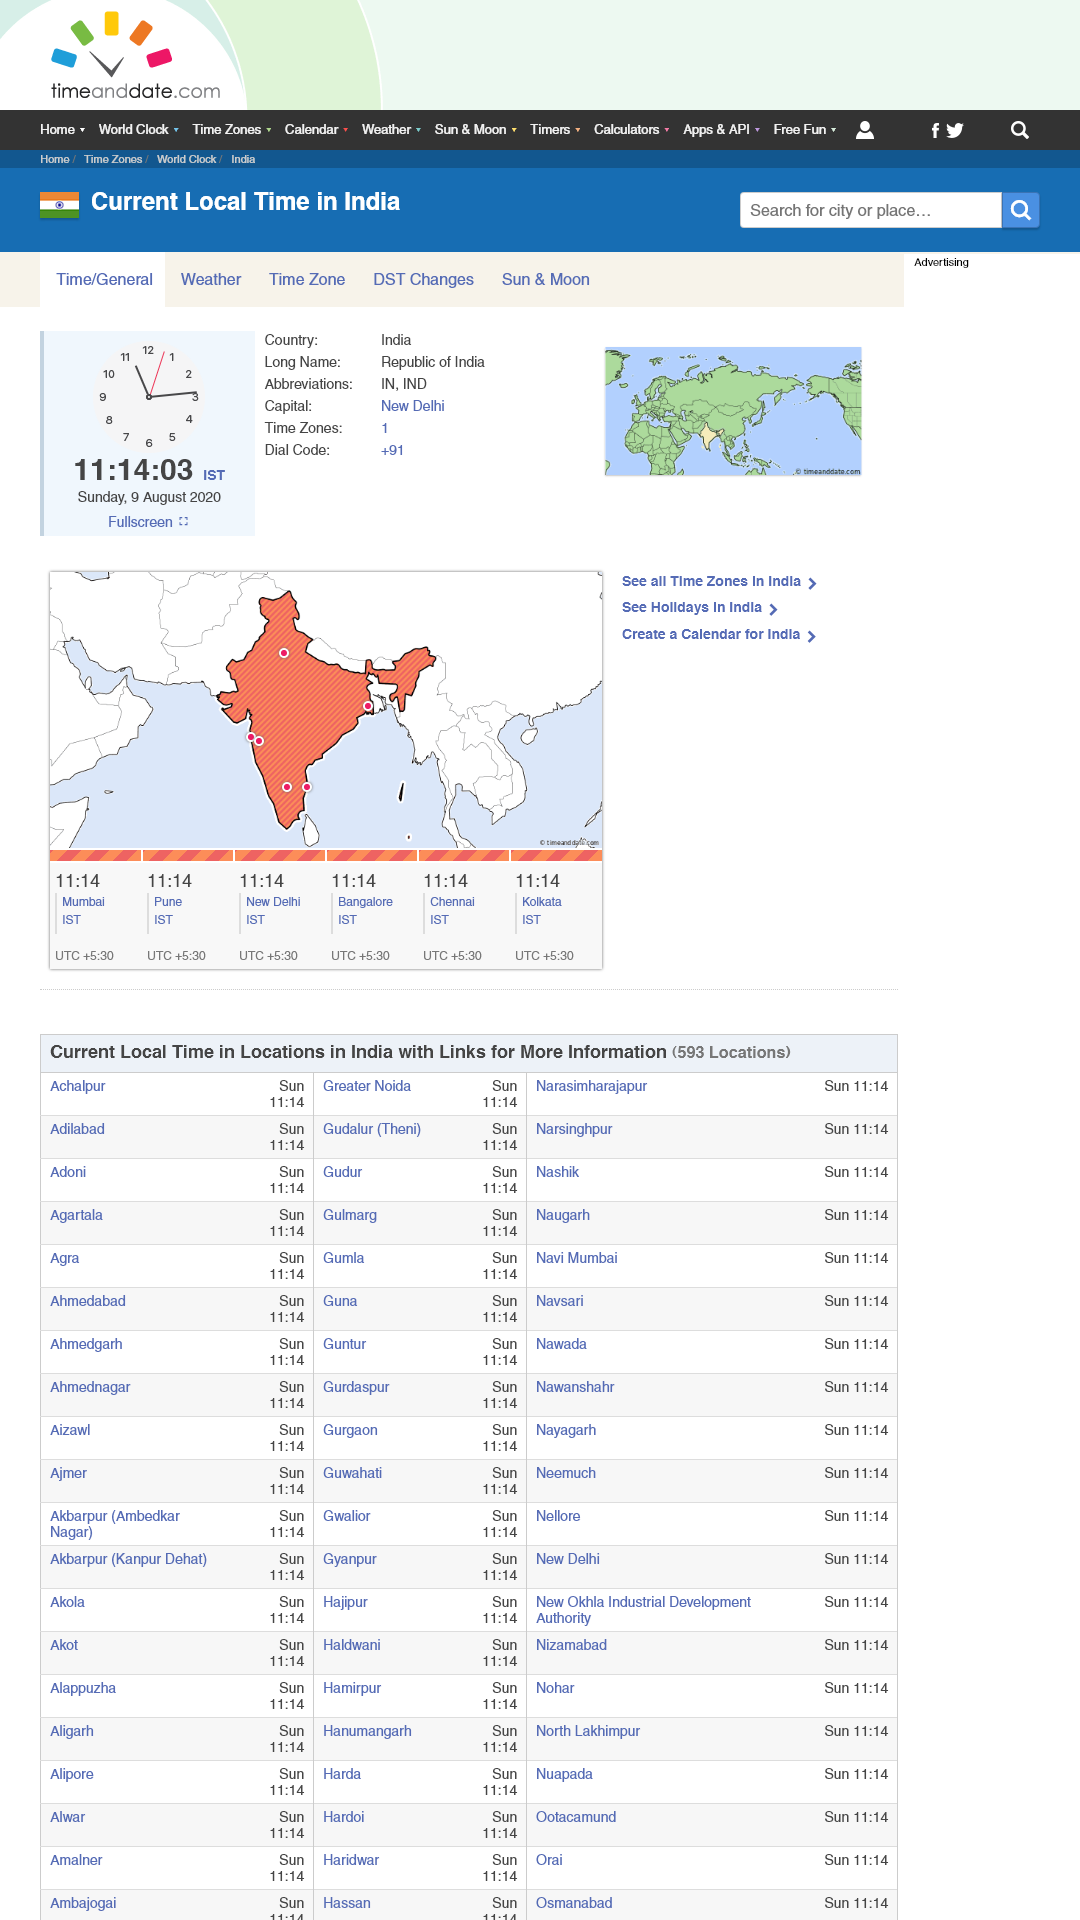 timeanddate.com
Home World Clock Time Zones Calendar Weather Sun & Moon Timers Calculators Apps & API Free Fun
Home / Time Zones / World Clock / India
Current Local Time in India
Search for city or place…
Advertising
Time/General Weather Time Zone DST Changes Sun & Moon
12
1
2
3
4
5
6
7
8
9
10
11
11:14:03 IST
Sunday, 9 August 2020
Fullscreen
Country: India
Long Name: Republic of India
Abbreviations: IN, IND
Capital: New Delhi
Time Zones: 1
Dial Code: +91
© timeanddate.com
See all Time Zones in India
See Holidays in India
Create a Calendar for India
© timeanddate.com
11:14 11:14 11:14 11:14 11:14 11:14
Mumbai Pune New Delhi Bangalore Chennai Kolkata
IST IST IST IST IST IST
UTC +5:30 UTC +5:30 UTC +5:30 UTC +5:30 UTC +5:30 UTC +5:30
Current Local Time in Locations in India with Links for More Information (593 Locations)
Achalpur Sun Greater Noida Sun Narasimharajapur Sun 11:14
11:14 11:14
Adilabad Sun Gudalur (Theni) Sun Narsinghpur Sun 11:14
11:14 11:14
Adoni Sun Gudur Sun Nashik Sun 11:14
11:14 11:14
Agartala Sun Gulmarg Sun Naugarh Sun 11:14
11:14 11:14
Agra Sun Gumla Sun Navi Mumbai Sun 11:14
11:14 11:14
Ahmedabad Sun Guna Sun Navsari Sun 11:14
11:14 11:14
Ahmedgarh Sun Guntur Sun Nawada Sun 11:14
11:14 11:14
Ahmednagar Sun Gurdaspur Sun Nawanshahr Sun 11:14
11:14 11:14
Aizawl Sun Gurgaon Sun Nayagarh Sun 11:14
11:14 11:14
Ajmer Sun Guwahati Sun Neemuch Sun 11:14
11:14 11:14
Akbarpur (Ambedkar Sun Gwalior Sun Nellore Sun 11:14
Nagar) 11:14 11:14
Akbarpur (Kanpur Dehat) Sun Gyanpur Sun New Delhi Sun 11:14
11:14 11:14
Akola Sun Hajipur Sun New Okhla Industrial Development Sun 11:14
11:14 11:14 Authority
Akot Sun Haldwani Sun Nizamabad Sun 11:14
11:14 11:14
Alappuzha Sun Hamirpur Sun Nohar Sun 11:14
11:14 11:14
Aligarh Sun Hanumangarh Sun North Lakhimpur Sun 11:14
11:14 11:14
Alipore Sun Harda Sun Nuapada Sun 11:14
11:14 11:14
Alwar Sun Hardoi Sun Ootacamund Sun 11:14
11:14 11:14
Amalner Sun Haridwar Sun Orai Sun 11:14
11:14 11:14
Ambajogai Sun Hassan Sun Osmanabad Sun 11:14
11:14 11:14